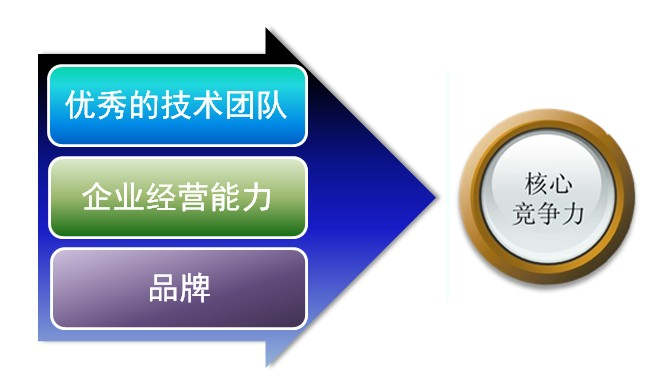 优秀的技术团队
企业经营能力
品牌
核心
竞争力